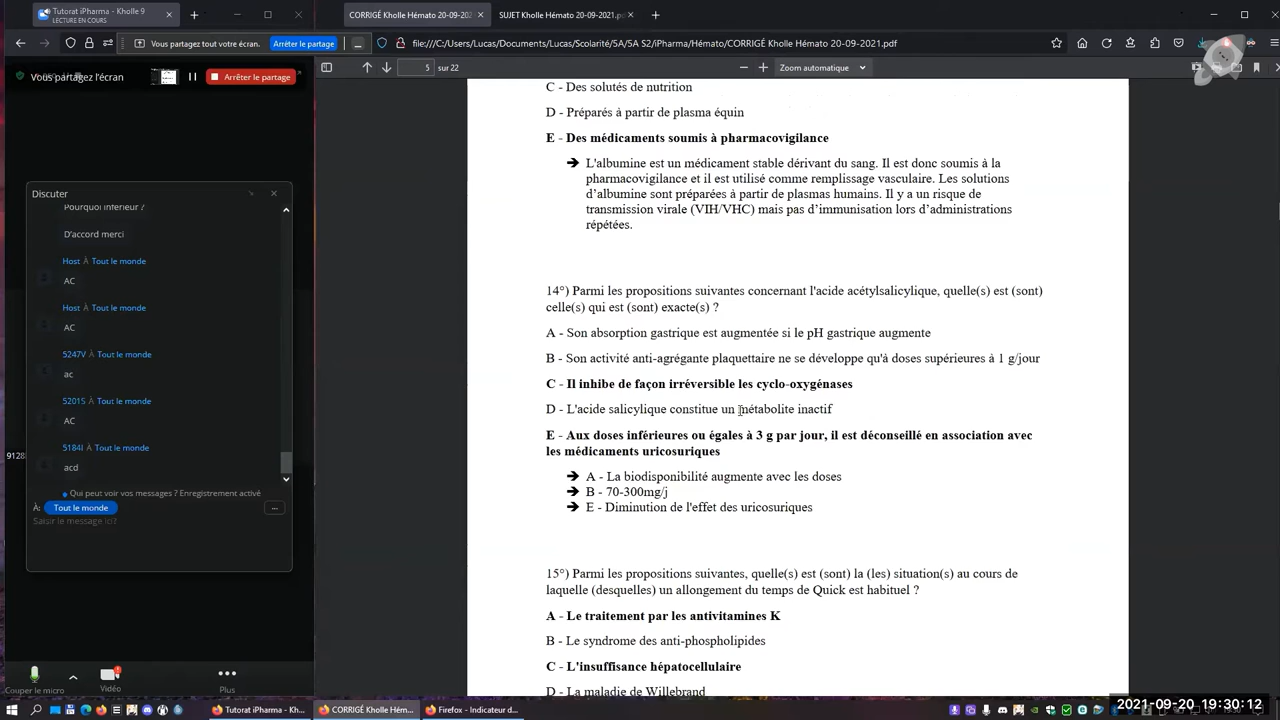 Tutorat iPharma - Kholle 9
LECTURE EN COURS
CORRIGÉ Kholle Hémato 20-09-202
SUJET Kholle Hémato 20-09-2021.pd
Vous partagez tout votre écran.
Arrêter le partage
...
file:///C:/Users/Lucas/Documents/Lucas/Scolarité/SA/SA S2/iPharma/Hémato/CORRIGÉ Kholle Hémato 20-09-2021.pdf
Vous partagez l'écran
Arrêter le partage
5
sur 22
Zoom automatique
Discuter
Pourquoi inferieur ?
D'accord merci
Host À Tout le monde
AC
Host À Tout le monde
AC
5247V À Tout le monde
ac
5201S À Tout le monde
AC
5184I À Tout le monde
acd
9128
Qui peut voir vos messages ? Enregistrement activé
À: Tout le monde
...
Saisir le message ici?
Couper le micro
Vidéo
Plus
C - Des solutés de nutrition
D - Préparés à partir de plasma équin
E - Des médicaments soumis à pharmacovigilance
➔ L'albumine est un médicament stable dérivant du sang. Il est donc soumis à la
pharmacovigilance et il est utilisé comme remplissage vasculaire. Les solutions
d'albumine sont préparées à partir de plasmas humains. Il y a un risque de
transmission virale (VIH/VHC) mais pas d'immunisation lors d'administrations
répétées.
14°) Parmi les propositions suivantes concernant l'acide acétylsalicylique, quelle(s) est (sont)
celle(s) qui est (sont) exacte(s) ?
A - Son absorption gastrique est augmentée si le pH gastrique augmente
B - Son activité anti-agrégante plaquettaire ne se développe qu'à doses supérieures à 1 g/jour
C - Il inhibe de façon irréversible les cyclo-oxygénases
D - L'acide salicylique constitue un métabolite inactif
E - Aux doses inférieures ou égales à 3 g par jour, il est déconseillé en association avec
les médicaments uricosuriques
➔ A - La biodisponibilité augmente avec les doses
➔ B - 70-300mg/j
➔ E - Diminution de l'effet des uricosuriques
15°) Parmi les propositions suivantes, quelle(s) est (sont) la (les) situation(s) au cours de
laquelle (desquelles) un allongement du temps de Quick est habituel ?
A - Le traitement par les antivitamines K
B - Le syndrome des anti-phospholipides
C - L'insuffisance hépatocellulaire
D - La maladie de Willebrand
Tutorat iPharma - Kh...
CORRIGÉ Kholle Hém...
Firefox - Indicateur d...
2021-09-20 19:30:12